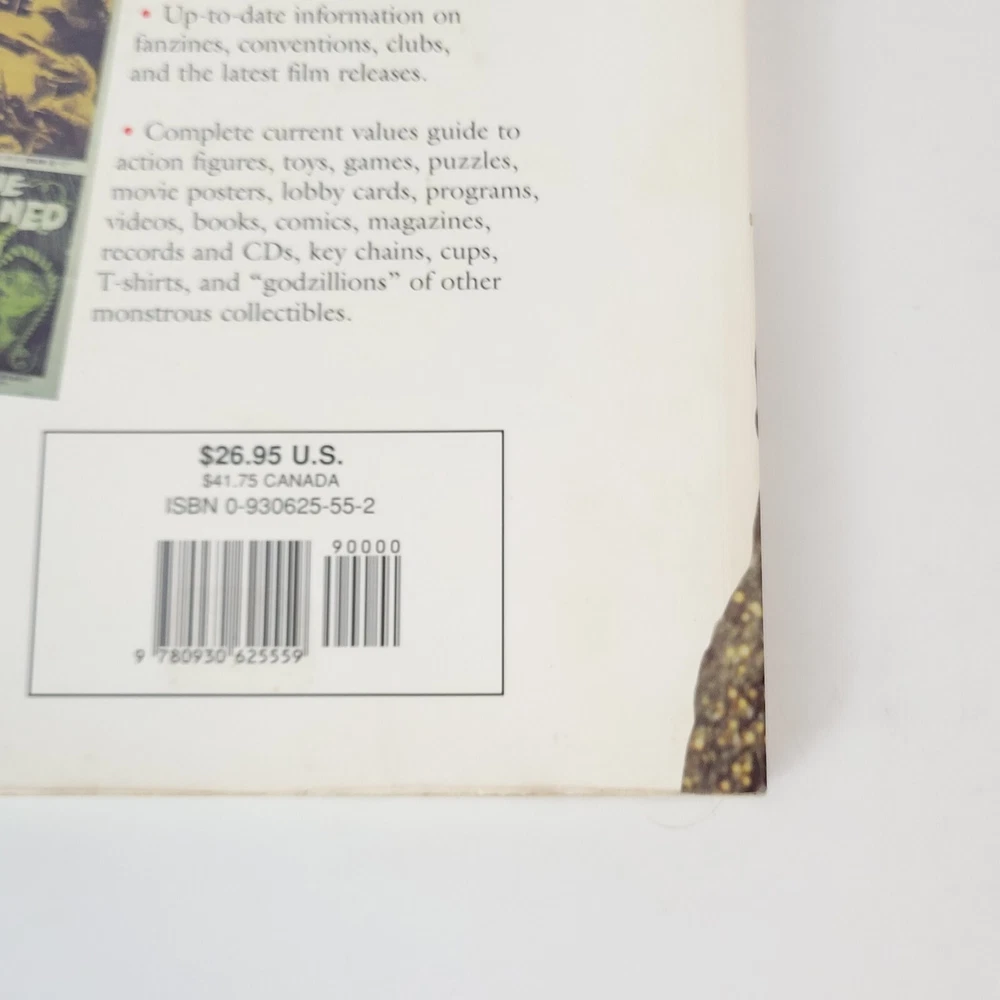 • Up-to-date information on
fanzines, conventions, clubs,
and the latest film releases.
• Complete current values guide to
action figures, toys, games, puzzles,
movie posters, lobby cards, programs,
videos, books, comics, magazines,
records and CDs, key chains, cups,
T-shirts, and “godzillions” of other
monstrous collectibles.
NED
$26.95 U.S.
$41.75 CANADA
ISBN 0-930625-55-2
90000
9 780930 625559